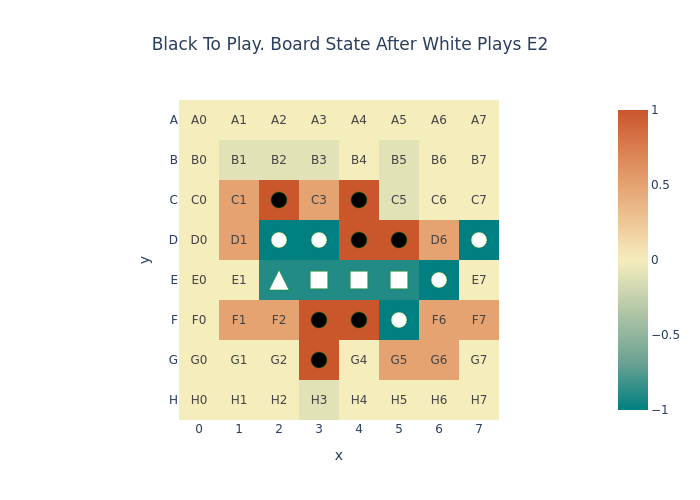 Black To Play. Board State After White Plays E2
A A0 A1 A2 A3 A4 A5 A6 A7
B B0 B1 B2 B3 B4 B5 B6 B7
C C0 C1 C3 C5 C6 C7
D D0 D1 D6
E E0 E1 E7
F F0 F1 F2 F6 F7
G G0 G1 G2 G4 G5 G6 G7
H H0 H1 H2 H3 H4 H5 H6 H7
0 1 2 3 4 5 6 7
x
y
1
0.5
0
−0.5
−1